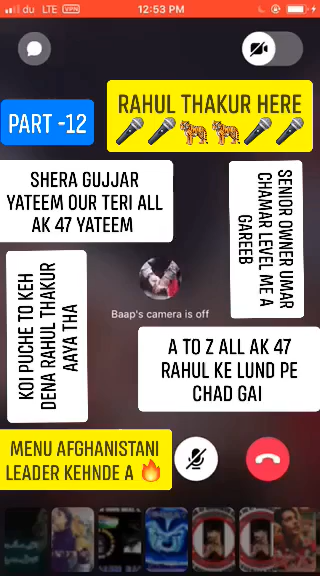 du LTE VPN 12:53 PM
RAHUL THAKUR HERE
🎤🎤🐅🐅🎤🎤
PART -12
SHERA GUJJAR
YATEEM OUR TERI ALL
AK 47 YATEEM
SENIOR OWNER UMAR
CHAMAR LEVEL ME A
GAREEB
KOI PUCHE TO KEH
DENA RAHUL THAKUR
AAYA THA
Baap's camera is off
A TO Z ALL AK 47
RAHUL KE LUND PE
CHAD GAI
MENU AFGHANISTANI
LEADER KEHNDE A 🔥